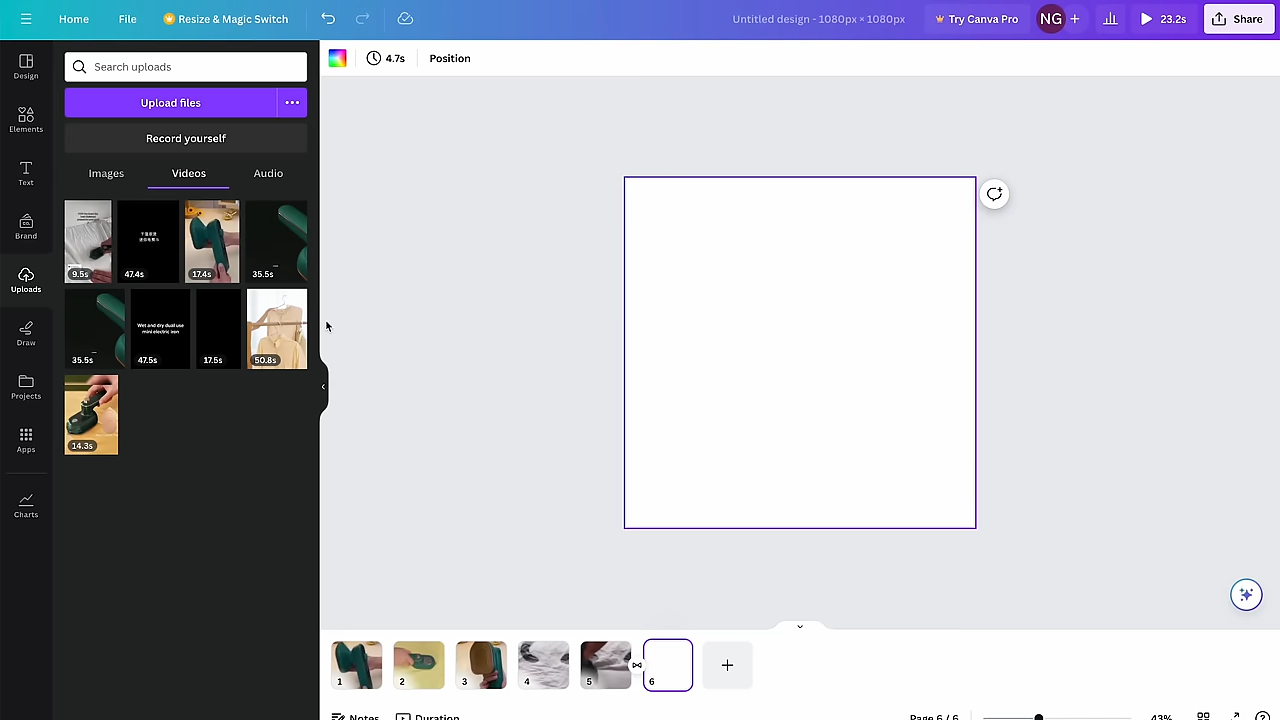 Home
File
Resize & Magic Switch
Untitled design - 1080px × 1080px
Try Canva Pro
NG
23.2s
Share
Design
Elements
Text
Brand
Uploads
Draw
Projects
Apps
Charts
Search uploads
Upload files
Record yourself
Images
Videos
Audio
9.5s
47.4s
17.4s
35.5s
35.5s
Wet and dry dual use
mini electric iron
47.5s
17.5s
50.8s
14.3s
4.7s
Position
1
2
3
4
5
6
Notes
Duration
Page 6 / 6
43%